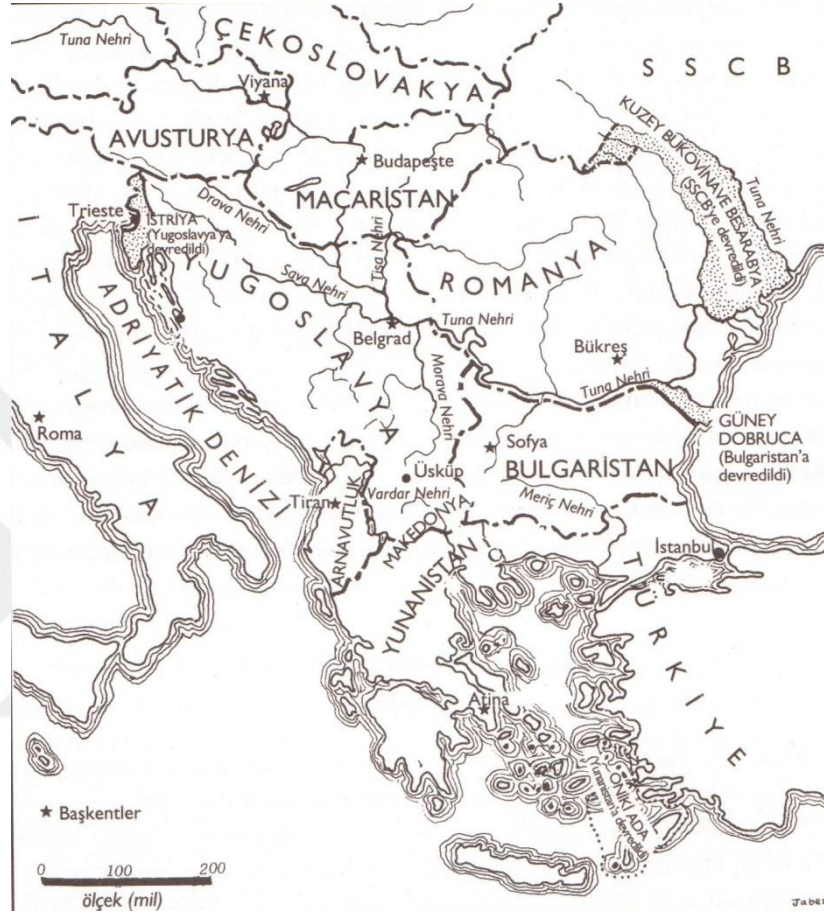 Tuna Nehri
ÇEKOSLOVAKYA
S S C B
Viyana
KUZEY BUKOVINA VE BESARABYA
(SSCB'ye devredildi)
Tuna Nehri
AVUSTURYA
Budapeşte
MACARİSTAN
Drava Nehri
Tisa Nehri
Trieste
İSTRİYA
(Yugoslavya'ya
devredildi)
İTALYA
YUGOSLAVYA
ROMANYA
Sava Nehri
Belgrad
Tuna Nehri
Bükreş
ADRİYATİK DENİZİ
Morava Nehri
Tuna Nehri
Roma
GÜNEY
DOBRUCA
(Bulgaristan'a
devredildi)
Sofya
BULGARİSTAN
Üsküp
Vardar Nehri
Meriç Nehri
Tiran
ARNAVUTLUK
MAKEDONYA
İstanbul
YUNANİSTAN
TÜRKİYE
Atina
ONİKİ ADA
(Yunanistan'a devredildi)
★ Başkentler
0 100 200
ölçek (mil)
Jaber